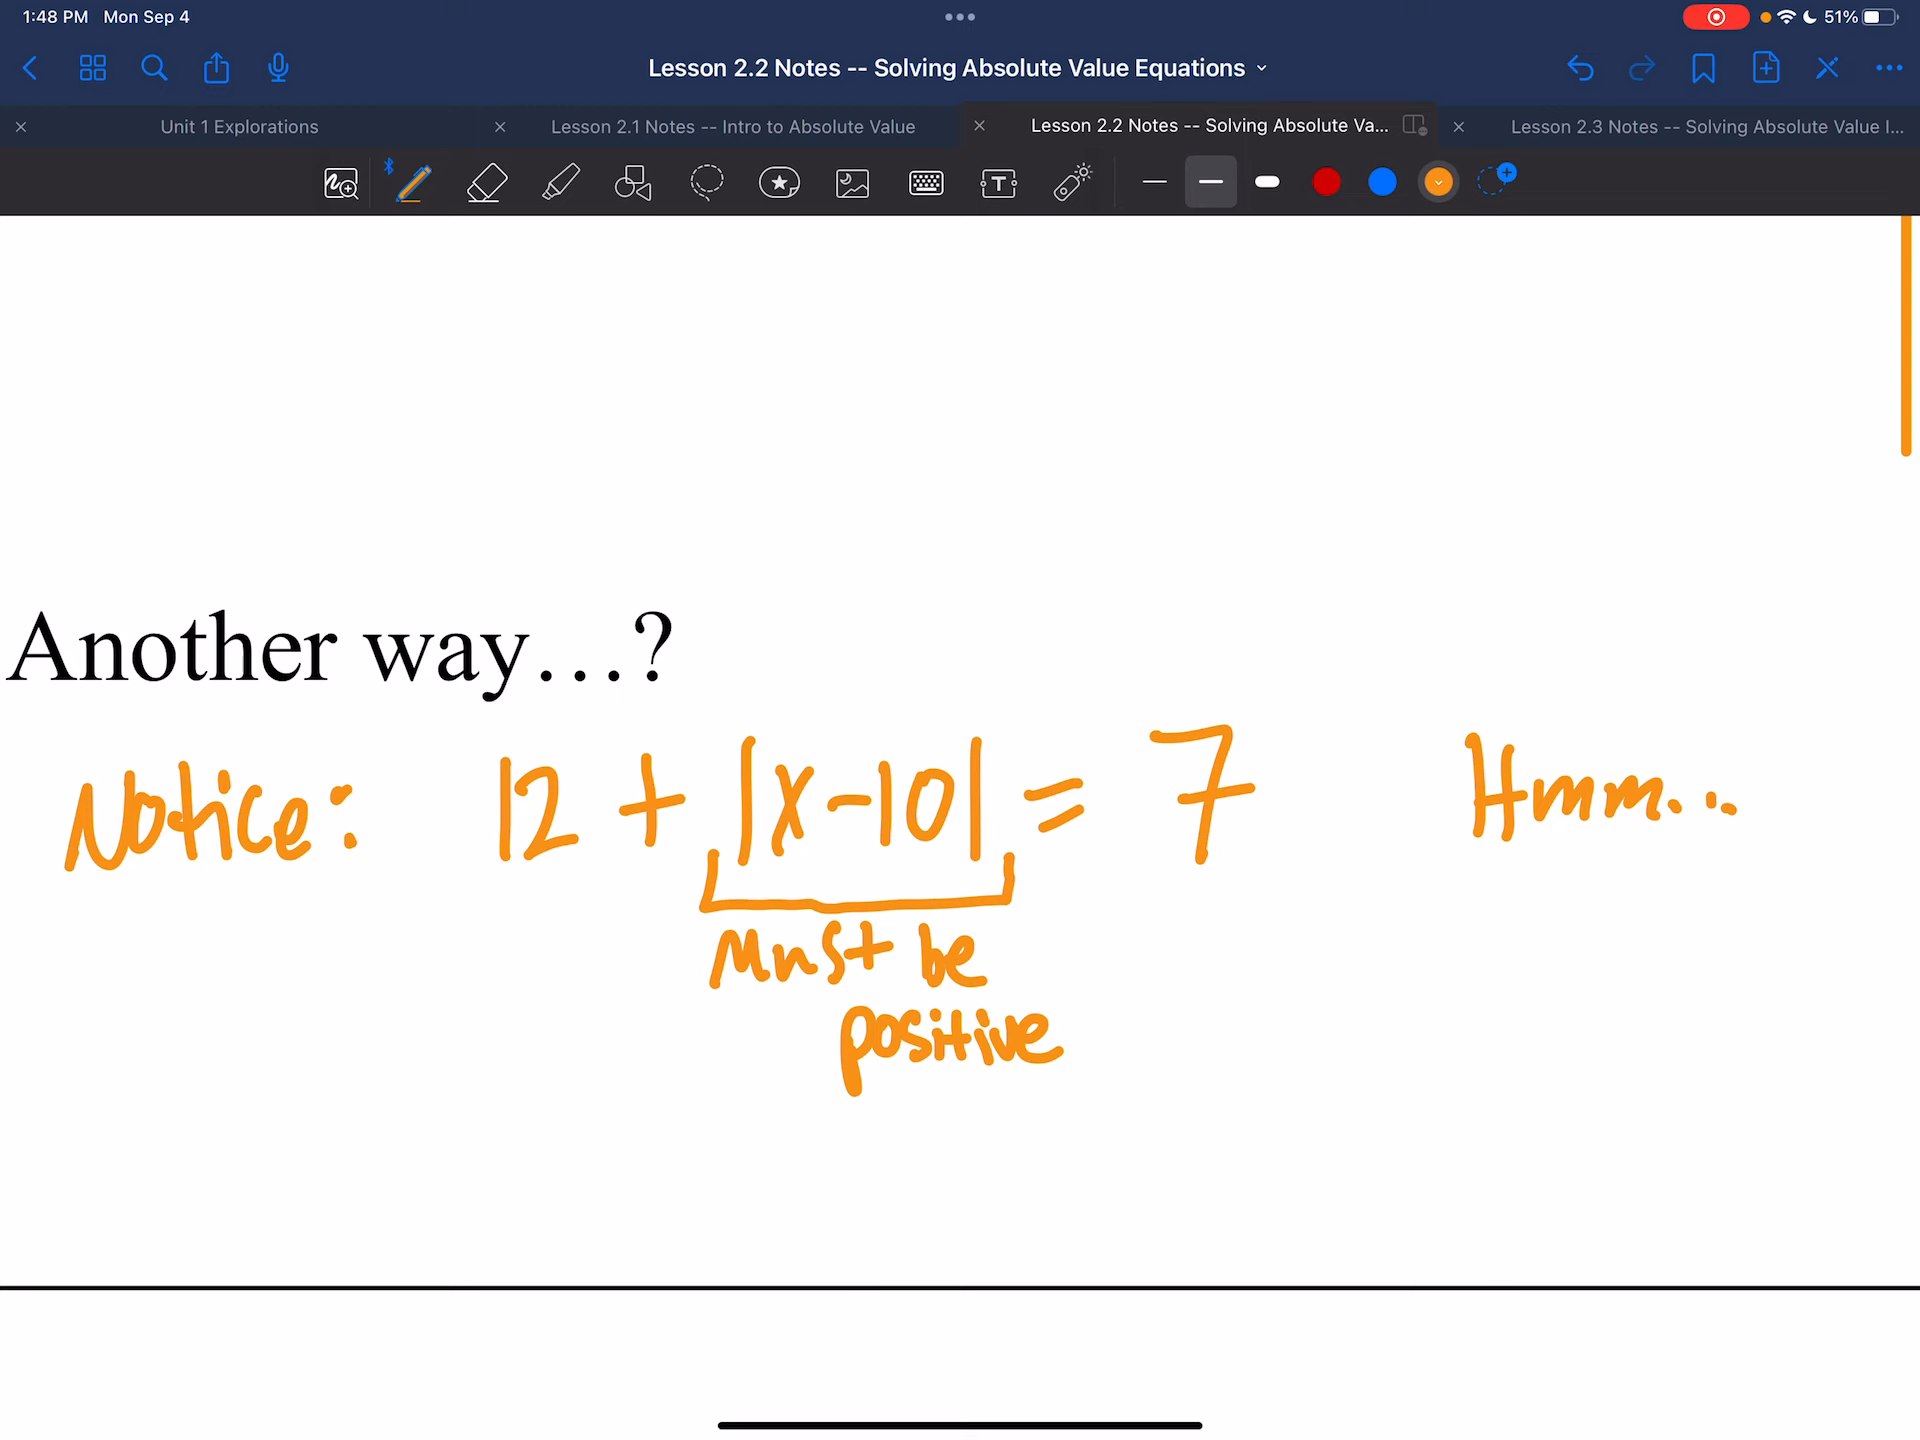 1:48 PM Mon Sep 4
51%
Lesson 2.2 Notes -- Solving Absolute Value Equations
Unit 1 Explorations
Lesson 2.1 Notes -- Intro to Absolute Value
Lesson 2.2 Notes -- Solving Absolute Va...
Lesson 2.3 Notes -- Solving Absolute Value I...
T
Another way...?
Notice: 12 + |x-10| = 7 Hmm...
Must be
positive